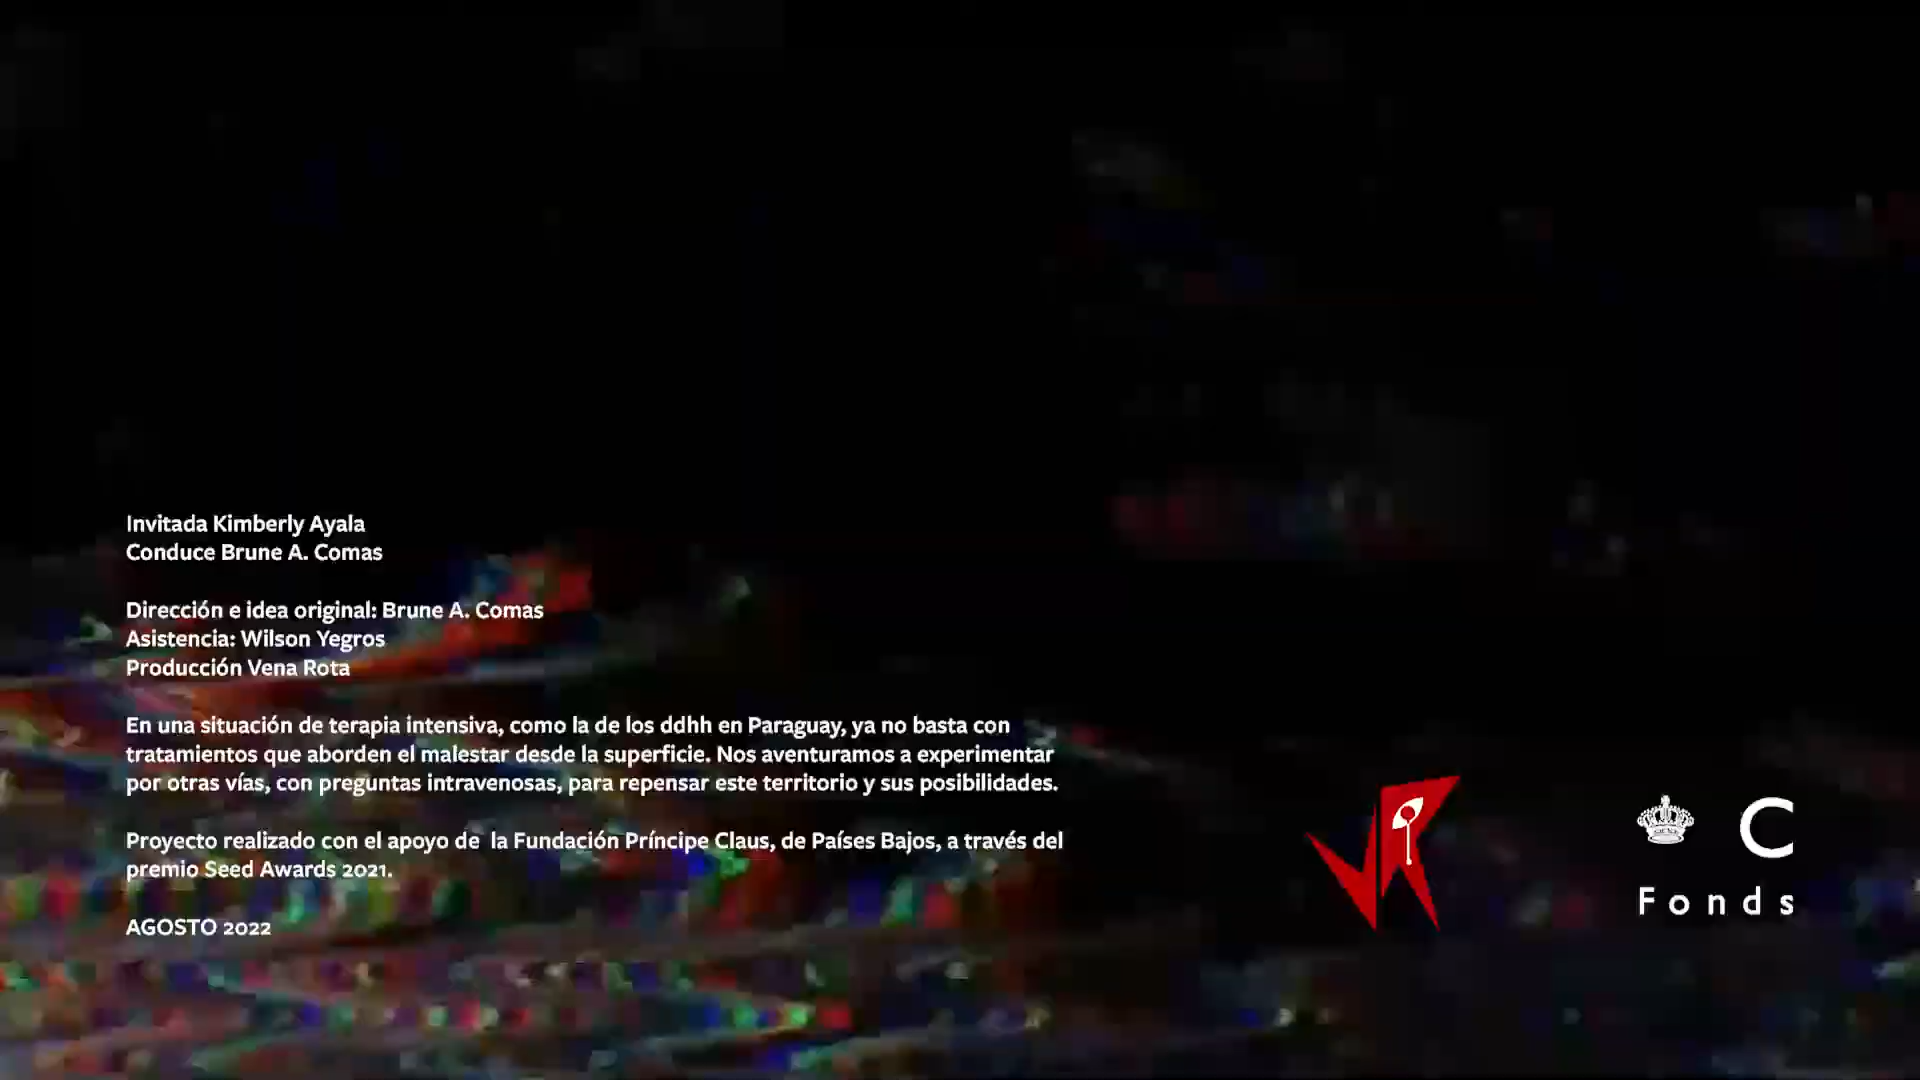 Invitada Kimberly Ayala
Conduce Brune A. Comas
Dirección e idea original: Brune A. Comas
Asistencia: Wilson Yegros
Producción Vena Rota
En una situación de terapia intensiva, como la de los ddhh en Paraguay, ya no basta con
tratamientos que aborden el malestar desde la superficie. Nos aventuramos a experimentar
por otras vías, con preguntas intravenosas, para repensar este territorio y sus posibilidades.
Proyecto realizado con el apoyo de  la Fundación Príncipe Claus, de Países Bajos, a través del
premio Seed Awards 2021.
AGOSTO 2022
VR
C
Fonds